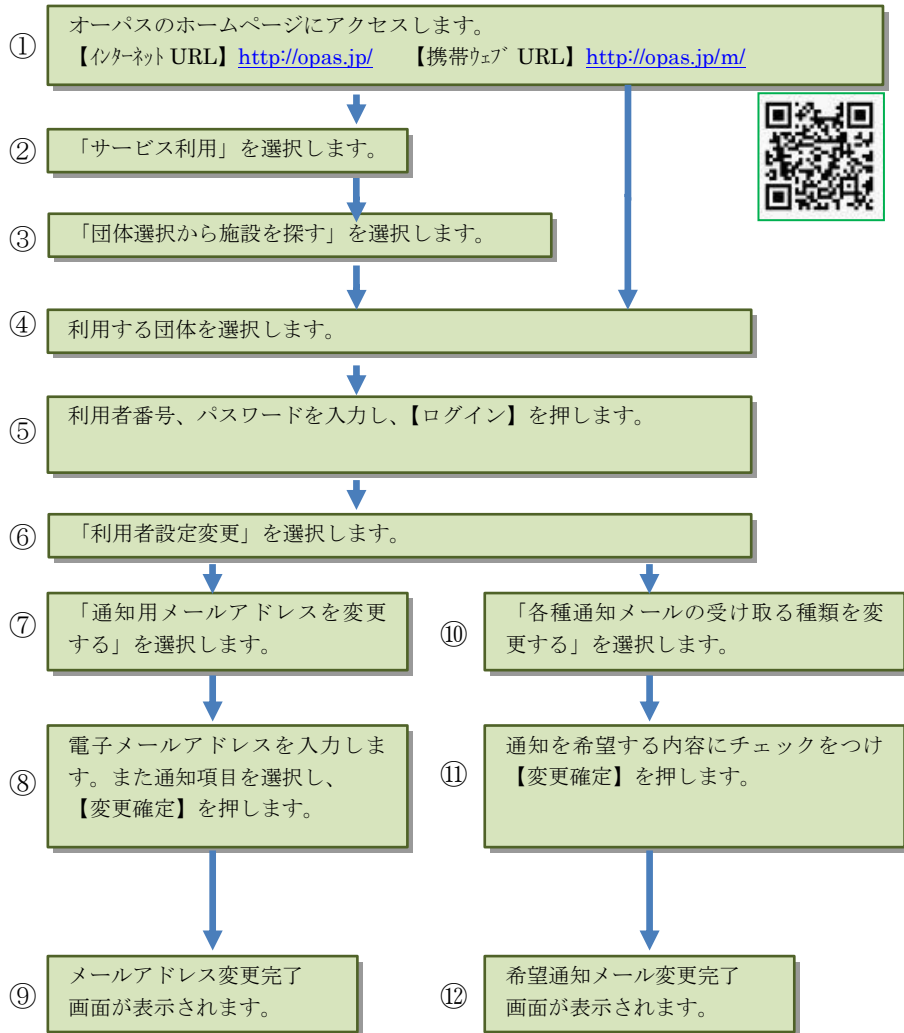 ① オーパスのホームページにアクセスします。
【ｲﾝﾀｰﾈｯﾄ URL】http://opas.jp/ 【携帯ｳｪﾌﾞ URL】http://opas.jp/m/
② 「サービス利用」を選択します。
③ 「団体選択から施設を探す」を選択します。
④ 利用する団体を選択します。
⑤ 利用者番号、パスワードを入力し、【ログイン】を押します。
⑥ 「利用者設定変更」を選択します。
⑦ 「通知用メールアドレスを変更
する」を選択します。
⑧ 電子メールアドレスを入力しま
す。また通知項目を選択し、
【変更確定】を押します。
⑨ メールアドレス変更完了
画面が表示されます。
⑩ 「各種通知メールの受け取る種類を変
更する」を選択します。
⑪ 通知を希望する内容にチェックをつけ
【変更確定】を押します。
⑫ 希望通知メール変更完了
画面が表示されます。